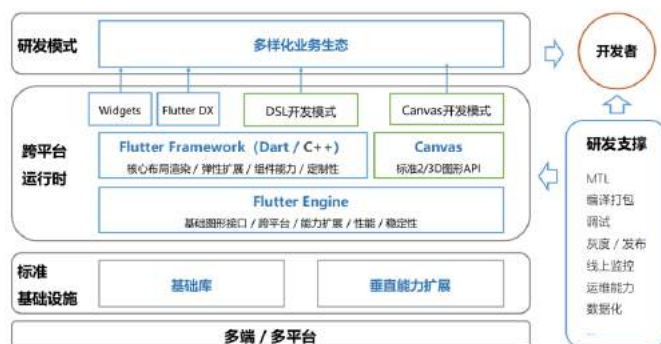 研发模式
多样化业务生态
开发者
Widgets
Flutter DX
DSL开发模式
Canvas开发模式
跨平台
运行时
Flutter Framework（Dart / C++）
核心布局渲染 / 弹性扩展 / 组件能力 / 定制性
Canvas
标准2/3D图形API
Flutter Engine
基础图形接口 / 跨平台 / 能力扩展 / 性能 / 稳定性
研发支撑
MTL
编译打包
调试
灰度 / 发布
线上监控
运维能力
数据化
...
标准
基础设施
基础库
垂直能力扩展
多端 / 多平台